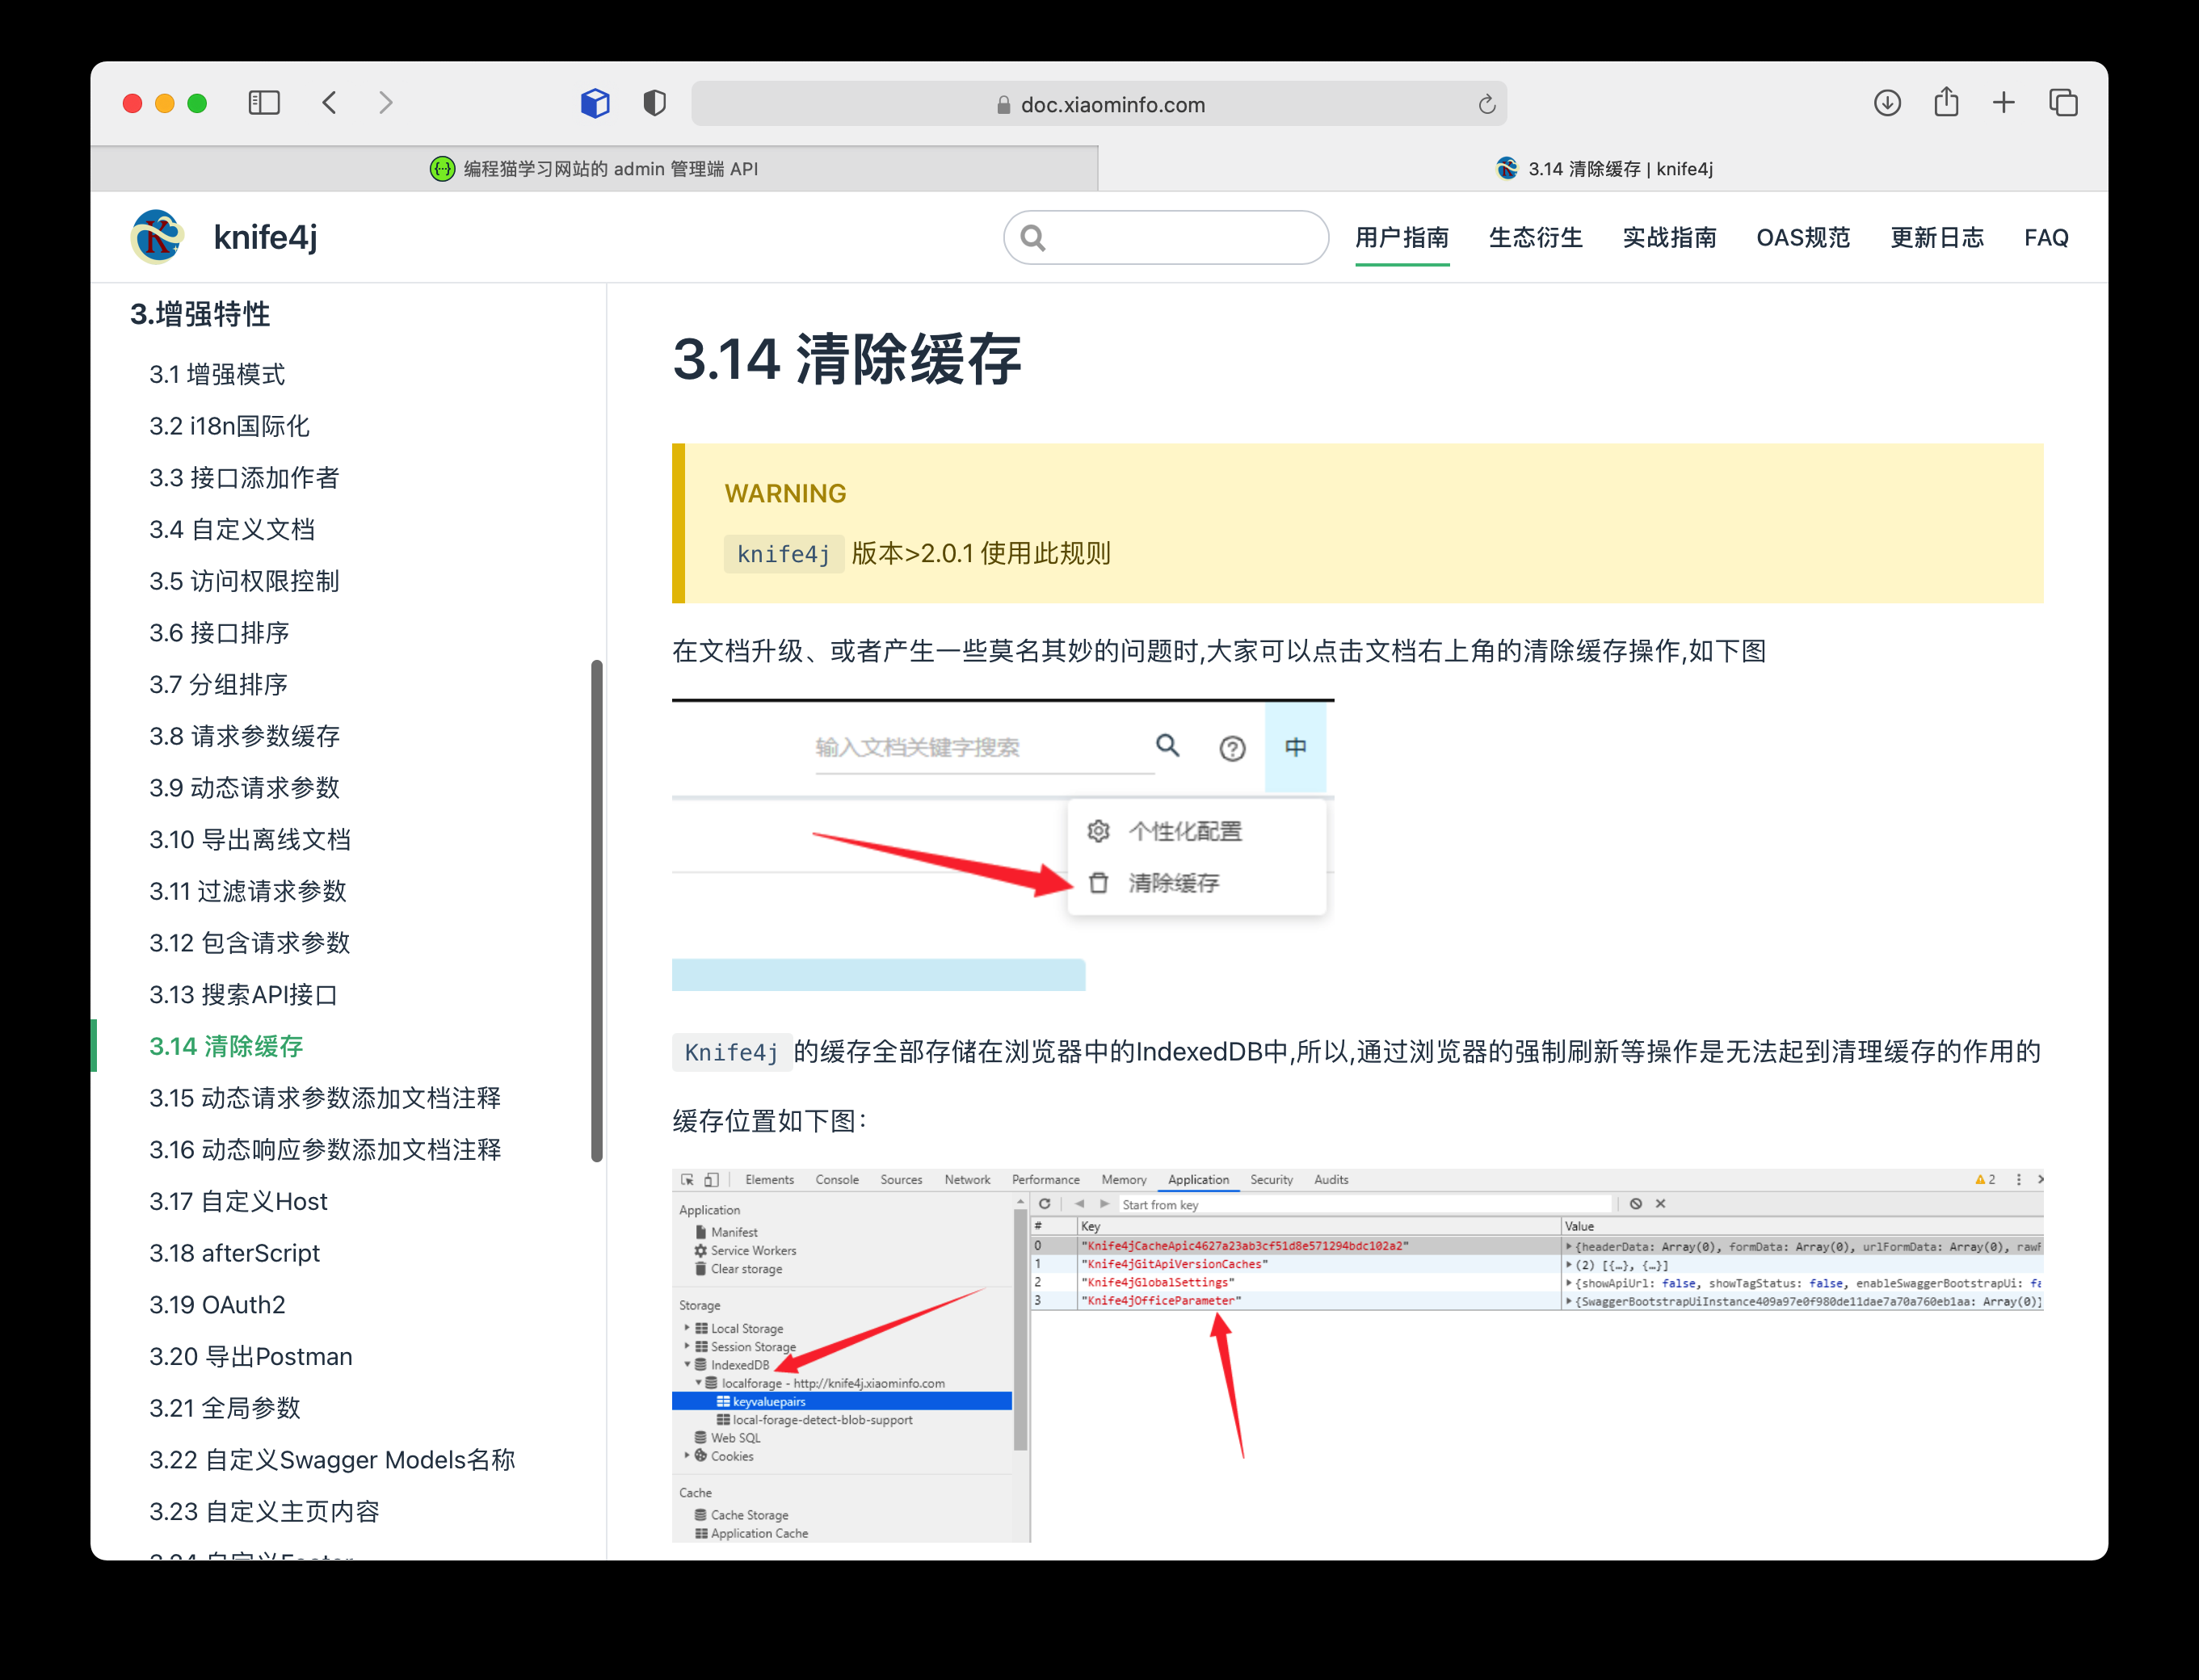 doc.xiaominfo.com
编程猫学习网站的 admin 管理端 API
3.14 清除缓存 | knife4j
knife4j
用户指南
生态衍生
实战指南
OAS规范
更新日志
FAQ
3.增强特性
3.1 增强模式
3.2 i18n国际化
3.3 接口添加作者
3.4 自定义文档
3.5 访问权限控制
3.6 接口排序
3.7 分组排序
3.8 请求参数缓存
3.9 动态请求参数
3.10 导出离线文档
3.11 过滤请求参数
3.12 包含请求参数
3.13 搜索API接口
3.14 清除缓存
3.15 动态请求参数添加文档注释
3.16 动态响应参数添加文档注释
3.17 自定义Host
3.18 afterScript
3.19 OAuth2
3.20 导出Postman
3.21 全局参数
3.22 自定义Swagger Models名称
3.23 自定义主页内容
3.14 清除缓存
WARNING
knife4j 版本>2.0.1 使用此规则
在文档升级、或者产生一些莫名其妙的问题时,大家可以点击文档右上角的清除缓存操作,如下图
输入文档关键字搜索
中
个性化配置
清除缓存
Knife4j 的缓存全部存储在浏览器中的IndexedDB中,所以,通过浏览器的强制刷新等操作是无法起到清理缓存的作用的
缓存位置如下图：
Elements Console Sources Network Performance Memory Application Security Audits 2
Application
Manifest
Service Workers
Clear storage
Storage
Local Storage
Session Storage
IndexedDB
localforage - http://knife4j.xiaominfo.com
keyvaluepairs
local-forage-detect-blob-support
Web SQL
Cookies
Cache
Cache Storage
Application Cache
Start from key
# Key Value
0 "Knife4jCacheApic4627a23ab3cf51d8e571294bdc102a2" {headerData: Array(0), formData: Array(0), urlFormData: Array(0),
1 "Knife4jGitApiVersionCaches" (2) [{…}, {…}]
2 "Knife4jGlobalSettings" {showApiUrl: false, showTagStatus: false, enableSwaggerBootstrapUi:
3 "Knife4jOfficeParameter" {SwaggerBootstrapUiInstance409a97e0f980de11dae7a70a760eb1aa: Array(0)}